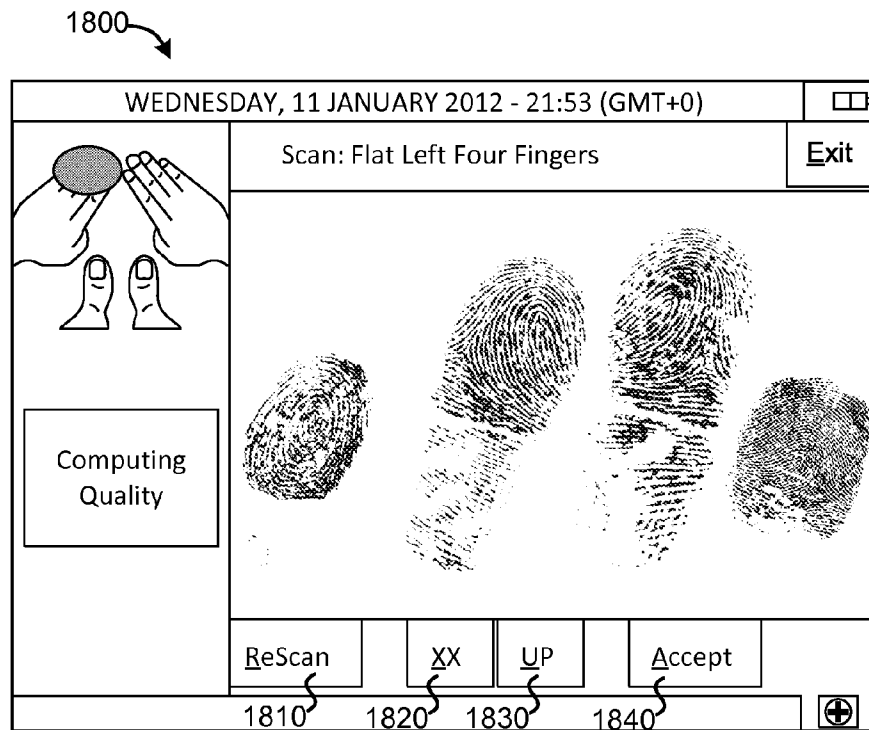 1800
WEDNESDAY, 11 JANUARY 2012 - 21:53 (GMT+0)
Scan: Flat Left Four Fingers
Exit
Computing
Quality
ReScan
XX
UP
Accept
1810
1820
1830
1840